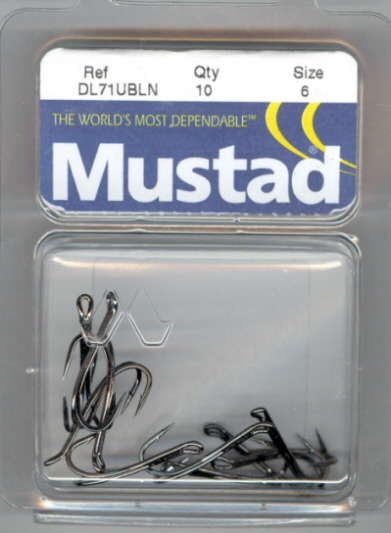 Ref Qty Size
DL71UBLN 10 6
THE WORLD'S MOST DEPENDABLE™
Mustad®